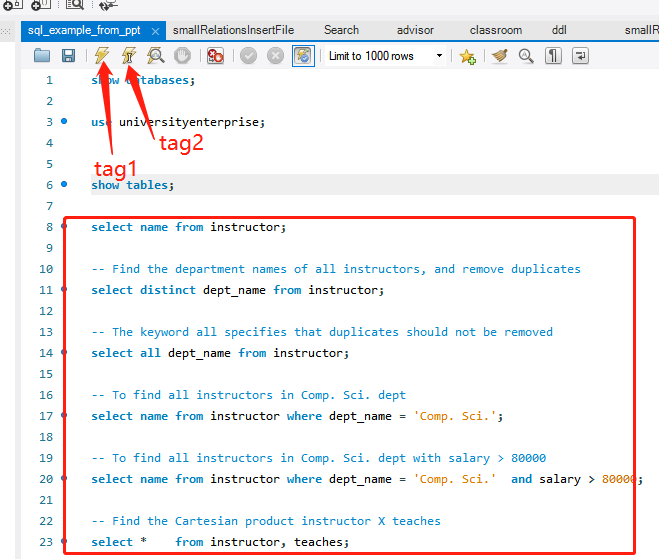 sql_example_from_ppt smallRelationsInsertFile Search advisor classroom ddl smallR
Limit to 1000 rows
1 show databases;
2
3 use universityenterprise;
tag2
4
tag1
5
6 show tables;
7
8 select name from instructor;
9
10 -- Find the department names of all instructors, and remove duplicates
11 select distinct dept_name from instructor;
12
13 -- The keyword all specifies that duplicates should not be removed
14 select all dept_name from instructor;
15
16 -- To find all instructors in Comp. Sci. dept
17 select name from instructor where dept_name = 'Comp. Sci.';
18
19 -- To find all instructors in Comp. Sci. dept with salary > 80000
20 select name from instructor where dept_name = 'Comp. Sci.'  and salary > 80000;
21
22 -- Find the Cartesian product instructor X teaches
23 select *    from instructor, teaches;